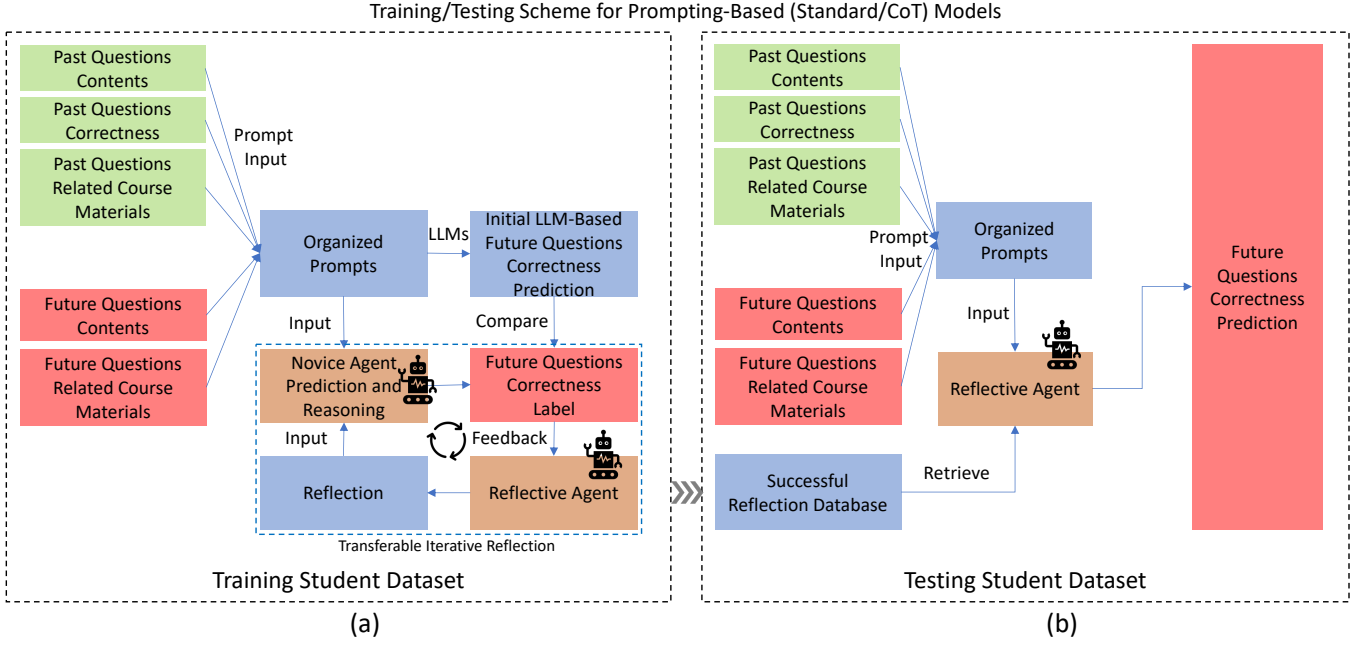 Training/Testing Scheme for Prompting-Based (Standard/CoT) Models
Past Questions
Contents
Past Questions
Correctness
Past Questions
Related Course
Materials
Prompt
Input
Future Questions
Contents
Future Questions
Related Course
Materials
Organized
Prompts
LLMs
Initial LLM-Based
Future Questions
Correctness
Prediction
Input
Compare
Novice Agent
Prediction and
Reasoning
Future Questions
Correctness
Label
Input
Feedback
Reflection
Reflective Agent
Transferable Iterative Reflection
Training Student Dataset
(a)
Past Questions
Contents
Past Questions
Correctness
Past Questions
Related Course
Materials
Prompt
Input
Future Questions
Contents
Future Questions
Related Course
Materials
Organized
Prompts
Input
Reflective Agent
Successful
Reflection Database
Retrieve
Future
Questions
Correctness
Prediction
Testing Student Dataset
(b)